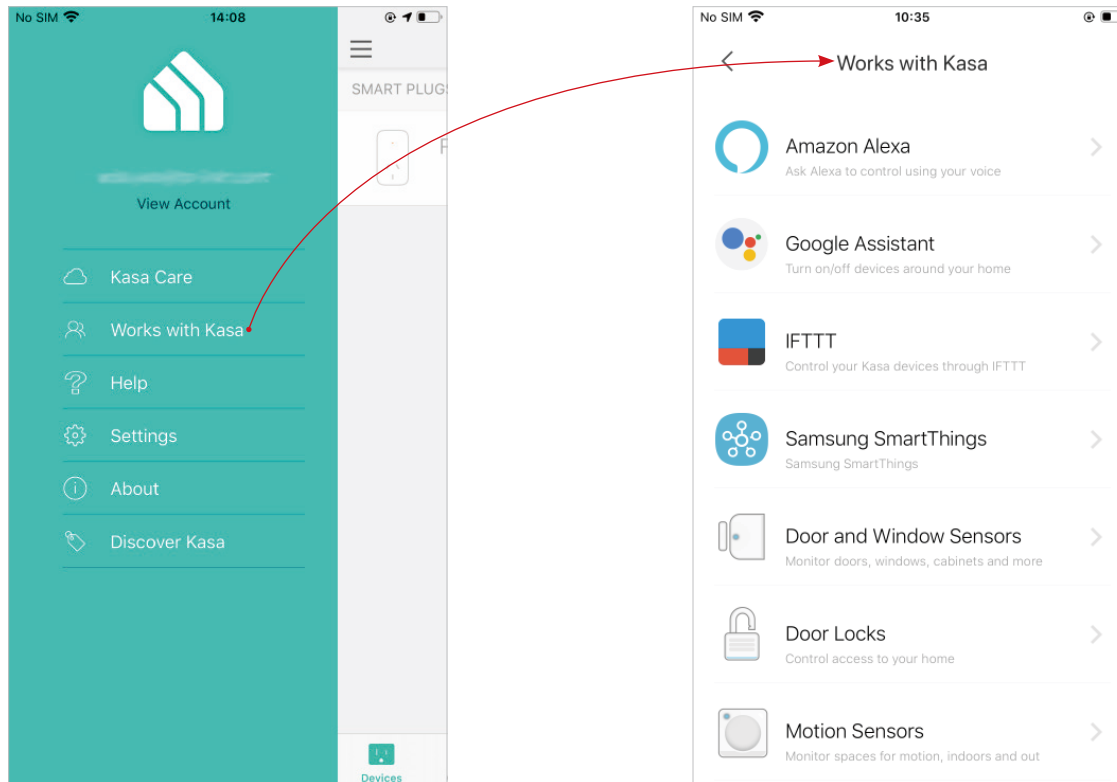 No SIM
14:08
SMART PLUG
View Account
Kasa Care
Works with Kasa
Help
Settings
About
Discover Kasa
Devices
No SIM
10:35
Works with Kasa
Amazon Alexa
Ask Alexa to control using your voice
Google Assistant
Turn on/off devices around your home
IFTTT
Control your Kasa devices through IFTTT
Samsung SmartThings
Samsung SmartThings
Door and Window Sensors
Monitor doors, windows, cabinets and more
Door Locks
Control access to your home
Motion Sensors
Monitor spaces for motion, indoors and out